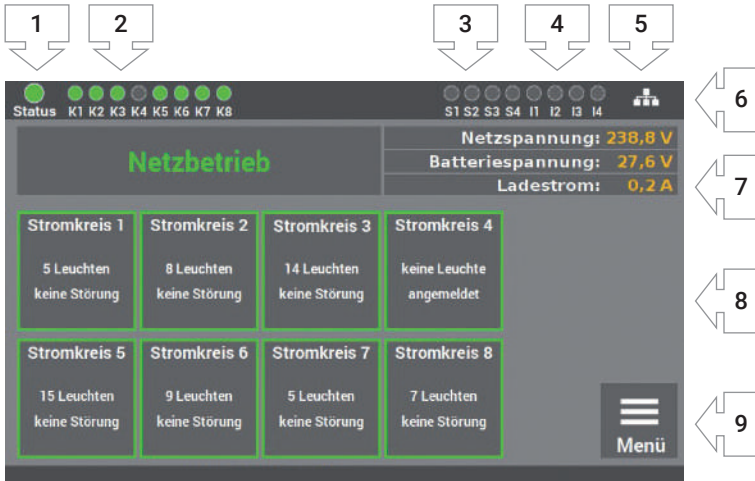 1 2 3 4 5
6
Status K1 K2 K3 K4 K5 K6 K7 K8 S1 S2 S3 S4 I1 I2 I3 I4
Netzbetrieb
Netzspannung: 238,8 V
Batteriespannung: 27,6 V
Ladestrom: 0,2 A
7
Stromkreis 1 Stromkreis 2 Stromkreis 3 Stromkreis 4
5 Leuchten 8 Leuchten 14 Leuchten keine Leuchte
keine Störung keine Störung keine Störung angemeldet
8
Stromkreis 5 Stromkreis 6 Stromkreis 7 Stromkreis 8
15 Leuchten 9 Leuchten 5 Leuchten 7 Leuchten
keine Störung keine Störung keine Störung keine Störung
9
Menü